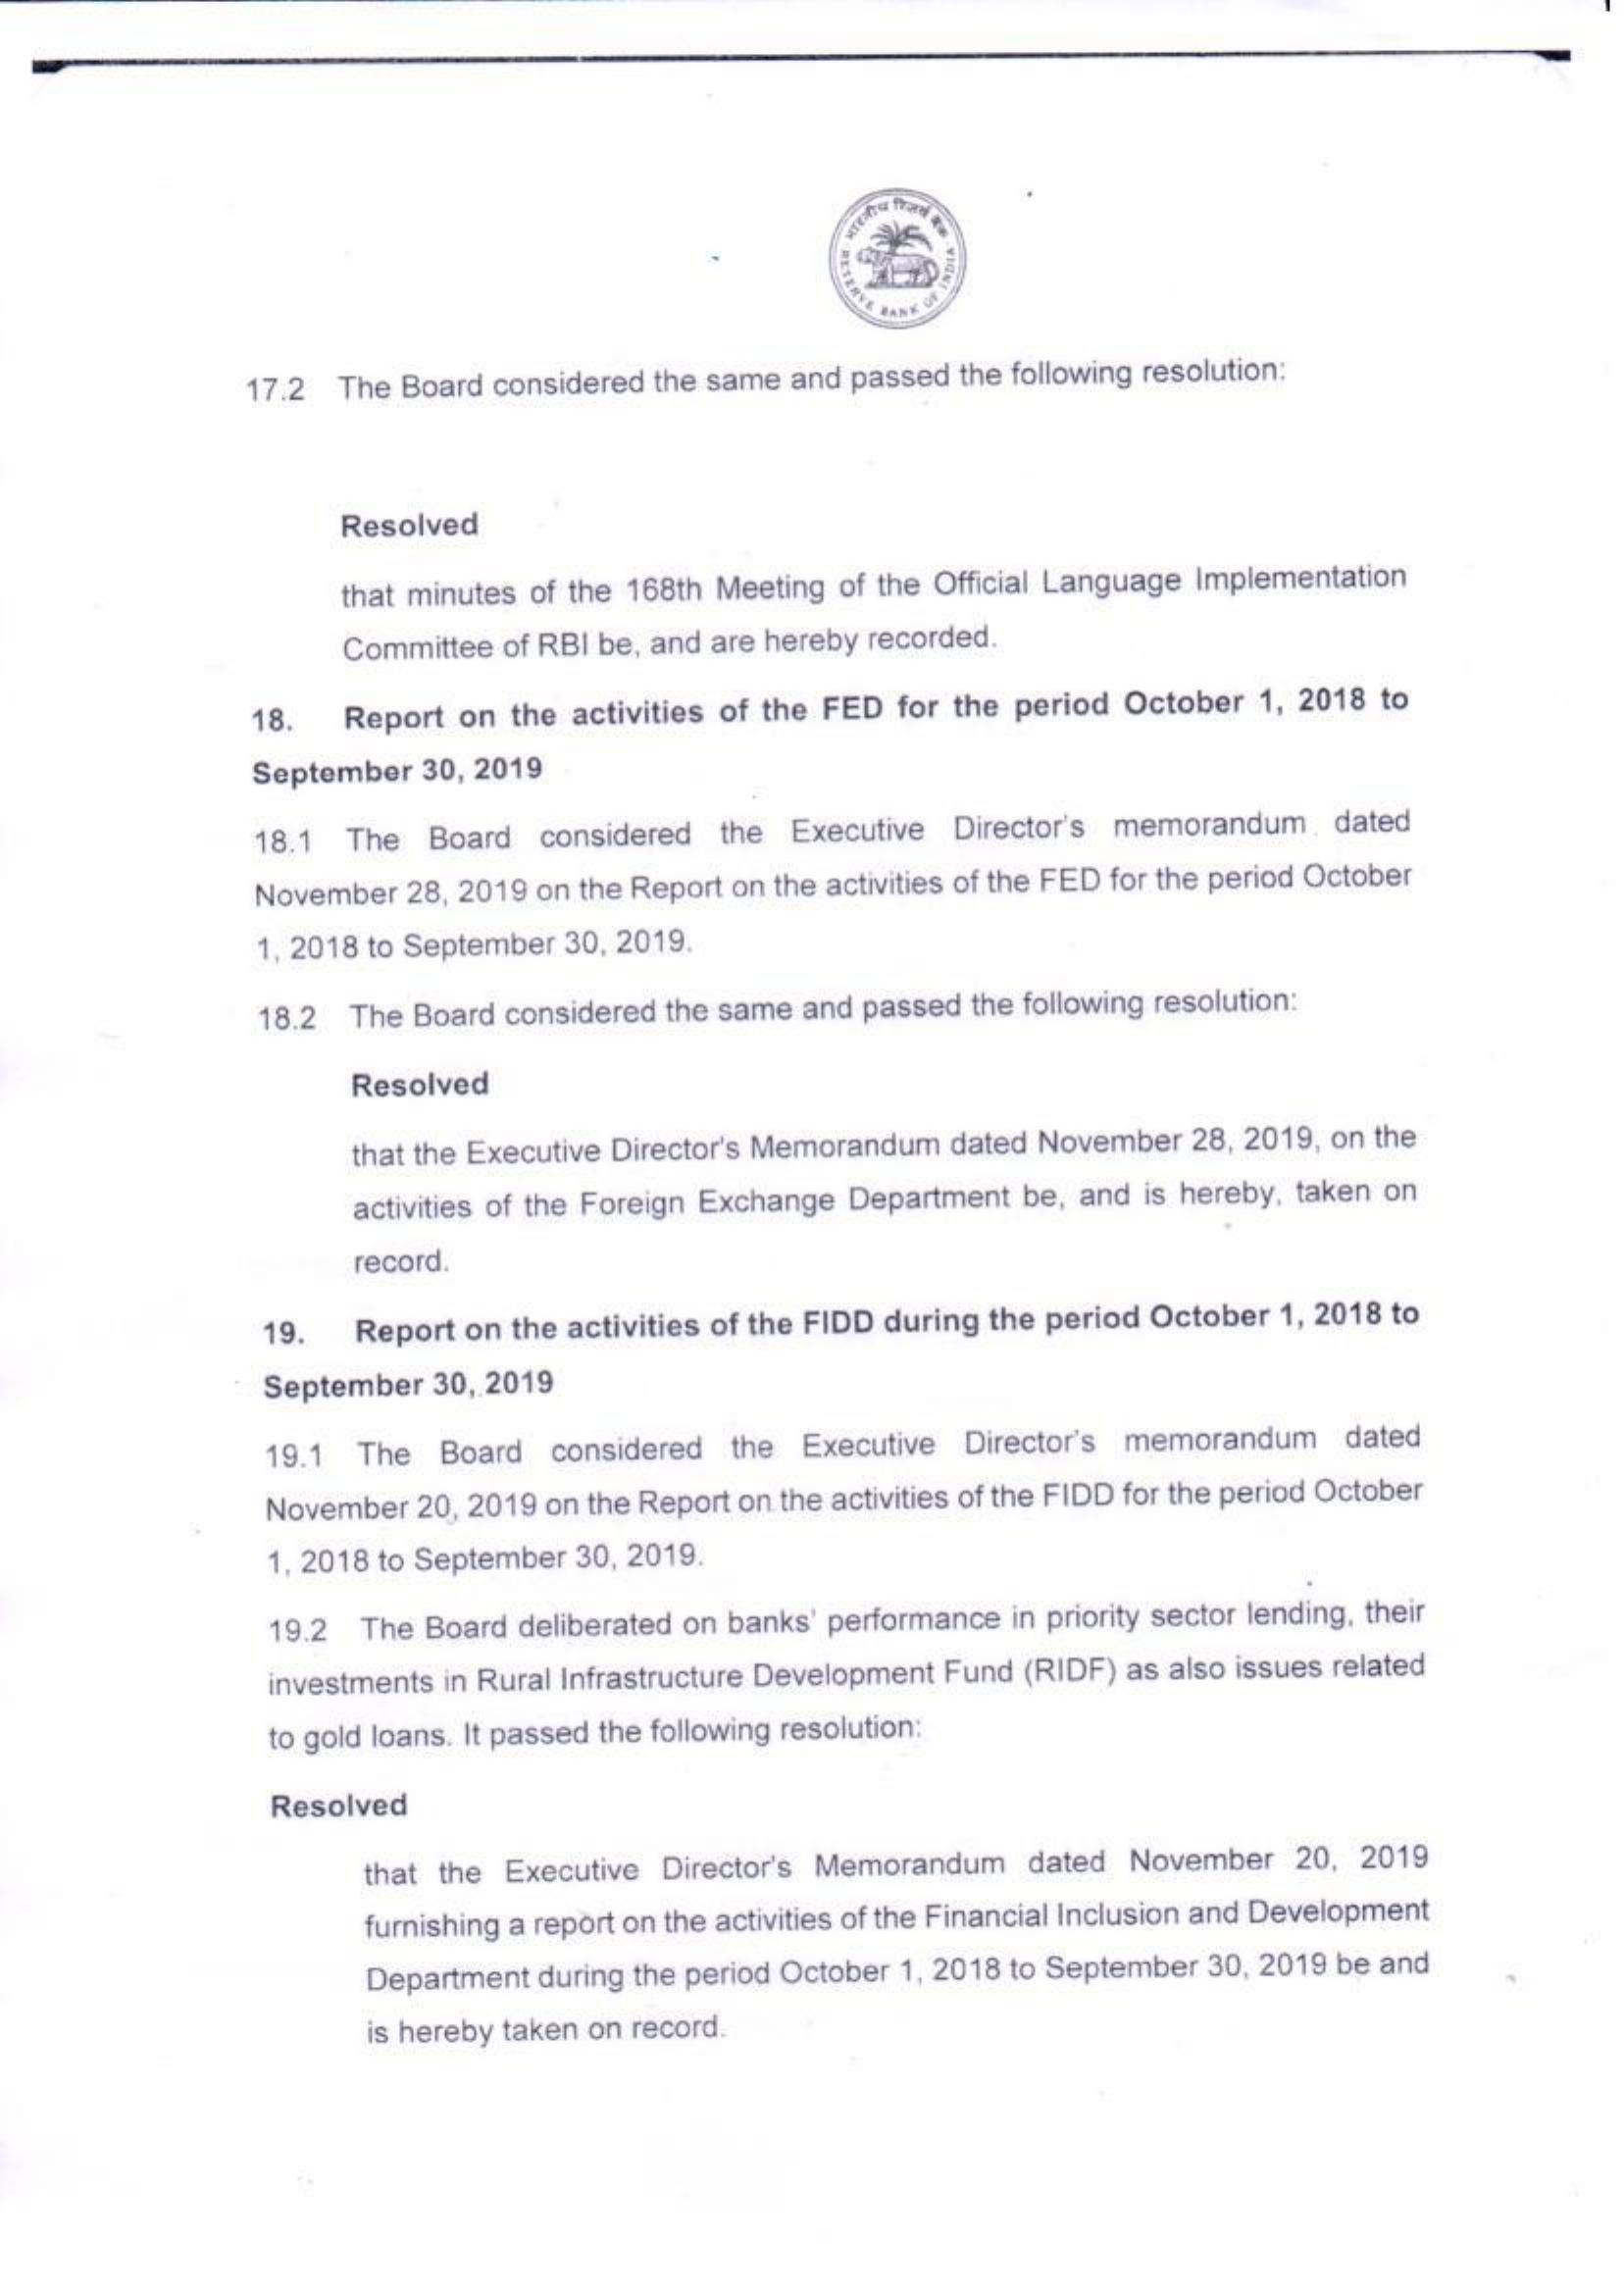 भारतीय रिज़र्व बैंक
RESERVE BANK OF INDIA
17.2 The Board considered the same and passed the following resolution:
Resolved
that minutes of the 168th Meeting of the Official Language Implementation
Committee of RBI be, and are hereby recorded.
18. Report on the activities of the FED for the period October 1, 2018 to
September 30, 2019
18.1 The Board considered the Executive Director's memorandum dated
November 28, 2019 on the Report on the activities of the FED for the period October
1, 2018 to September 30, 2019.
18.2 The Board considered the same and passed the following resolution:
Resolved
that the Executive Director's Memorandum dated November 28, 2019, on the
activities of the Foreign Exchange Department be, and is hereby, taken on
record.
19. Report on the activities of the FIDD during the period October 1, 2018 to
September 30, 2019
19.1 The Board considered the Executive Director's memorandum dated
November 20, 2019 on the Report on the activities of the FIDD for the period October
1, 2018 to September 30, 2019.
19.2 The Board deliberated on banks' performance in priority sector lending, their
investments in Rural Infrastructure Development Fund (RIDF) as also issues related
to gold loans. It passed the following resolution:
Resolved
that the Executive Director's Memorandum dated November 20, 2019
furnishing a report on the activities of the Financial Inclusion and Development
Department during the period October 1, 2018 to September 30, 2019 be and
is hereby taken on record.